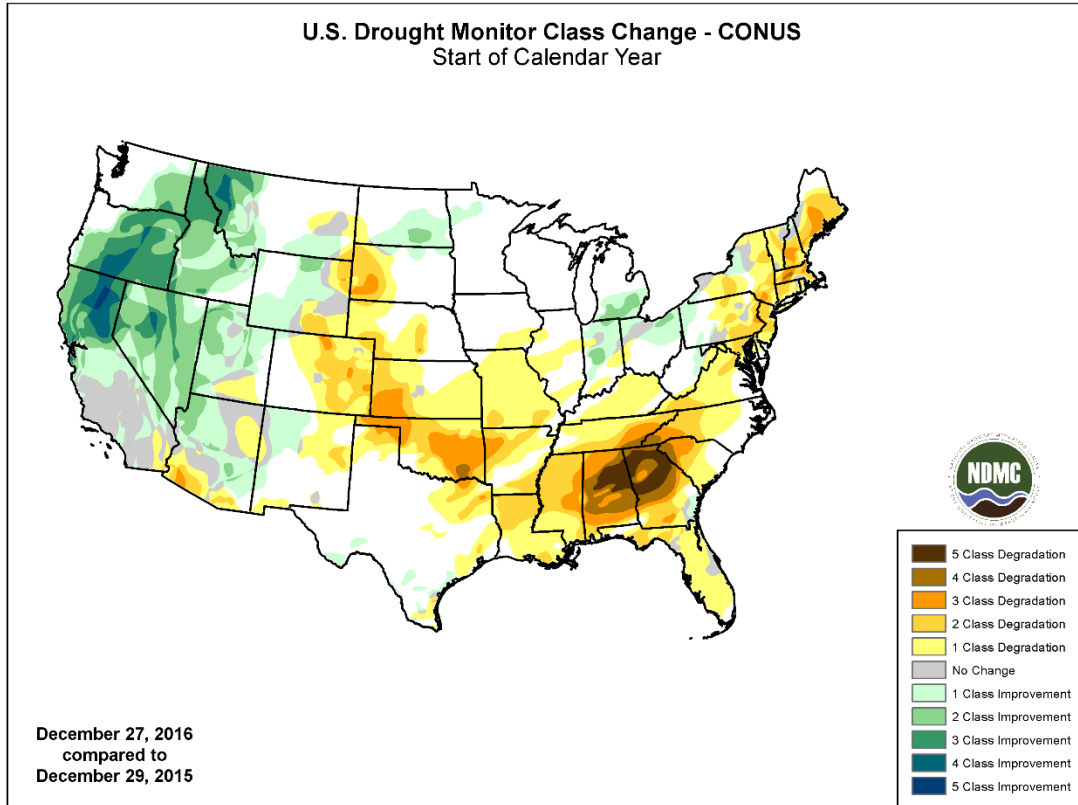 U.S. Drought Monitor Class Change - CONUS
Start of Calendar Year
NDMC
5 Class Degradation
4 Class Degradation
3 Class Degradation
2 Class Degradation
1 Class Degradation
No Change
1 Class Improvement
2 Class Improvement
3 Class Improvement
4 Class Improvement
5 Class Improvement
December 27, 2016
compared to
December 29, 2015